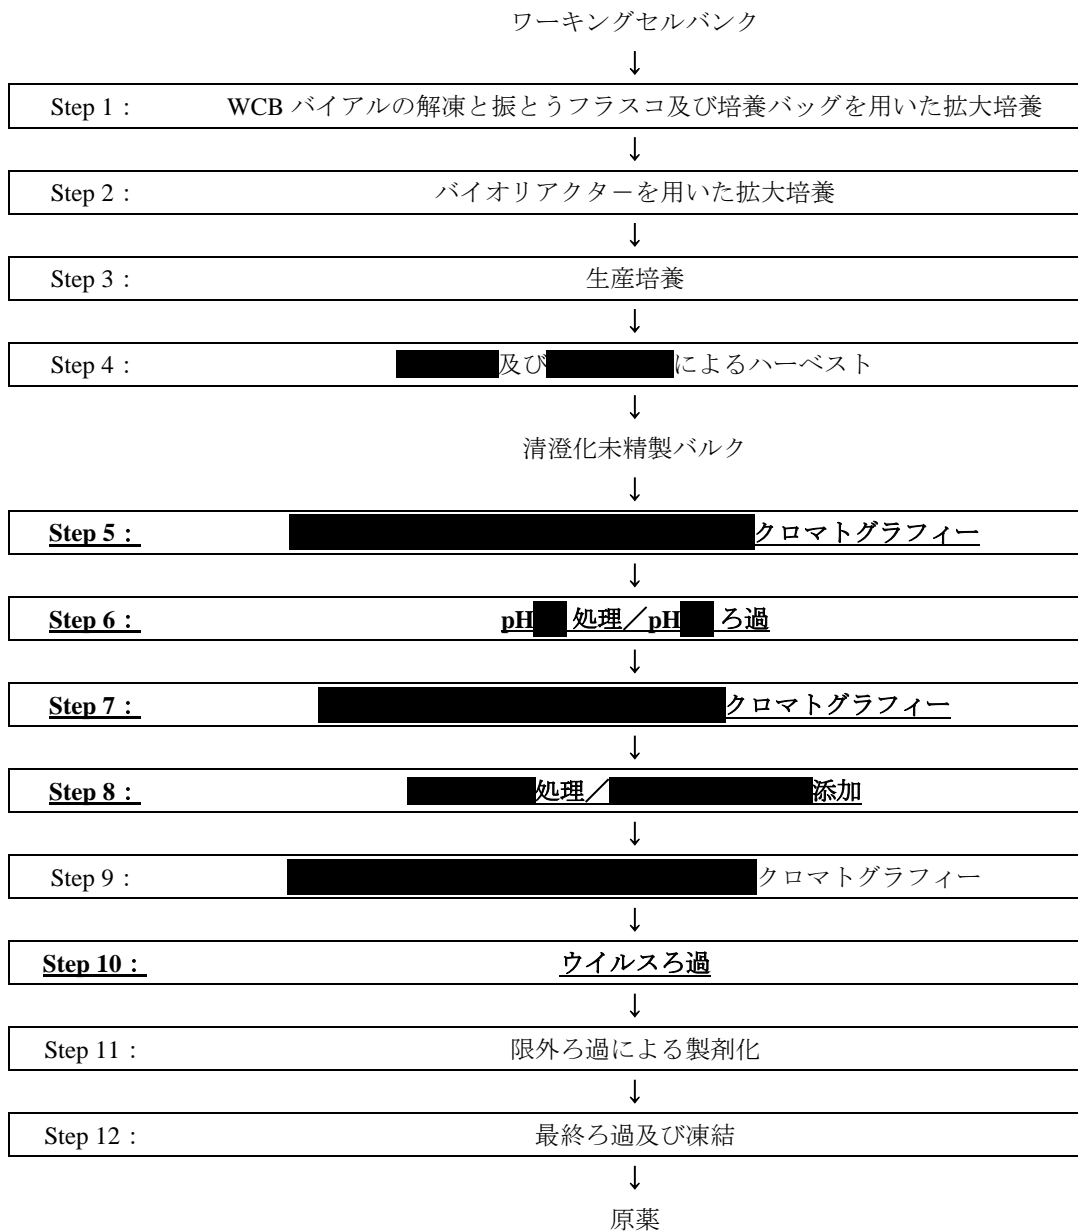 ワーキングセルバンク
↓
Step 1： WCB バイアルの解凍と振とうフラスコ及び培養バッグを用いた拡大培養
↓
Step 2： バイオリアクターを用いた拡大培養
↓
Step 3： 生産培養
↓
Step 4： 及び によるハーベスト
↓
清澄化未精製バルク
↓
Step 5： クロマトグラフィー
↓
Step 6： pH 処理／pH ろ過
↓
Step 7： クロマトグラフィー
↓
Step 8： 処理／ 添加
↓
Step 9： クロマトグラフィー
↓
Step 10： ウイルスろ過
↓
Step 11： 限外ろ過による製剤化
↓
Step 12： 最終ろ過及び凍結
↓
原薬